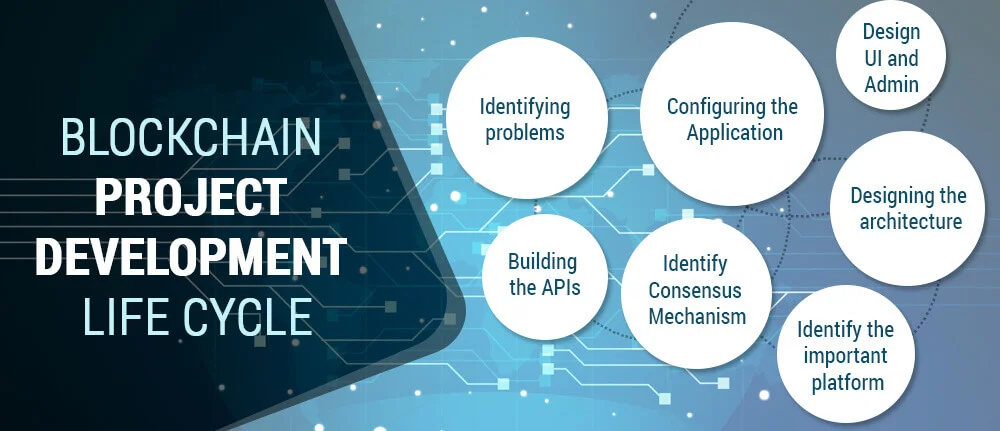 BLOCKCHAIN
PROJECT
DEVELOPMENT
LIFE CYCLE
Identifying
problems
Configuring the
Application
Design
UI and
Admin
Designing the
architecture
Building
the APIs
Identify
Consensus
Mechanism
Identify the
important
platform